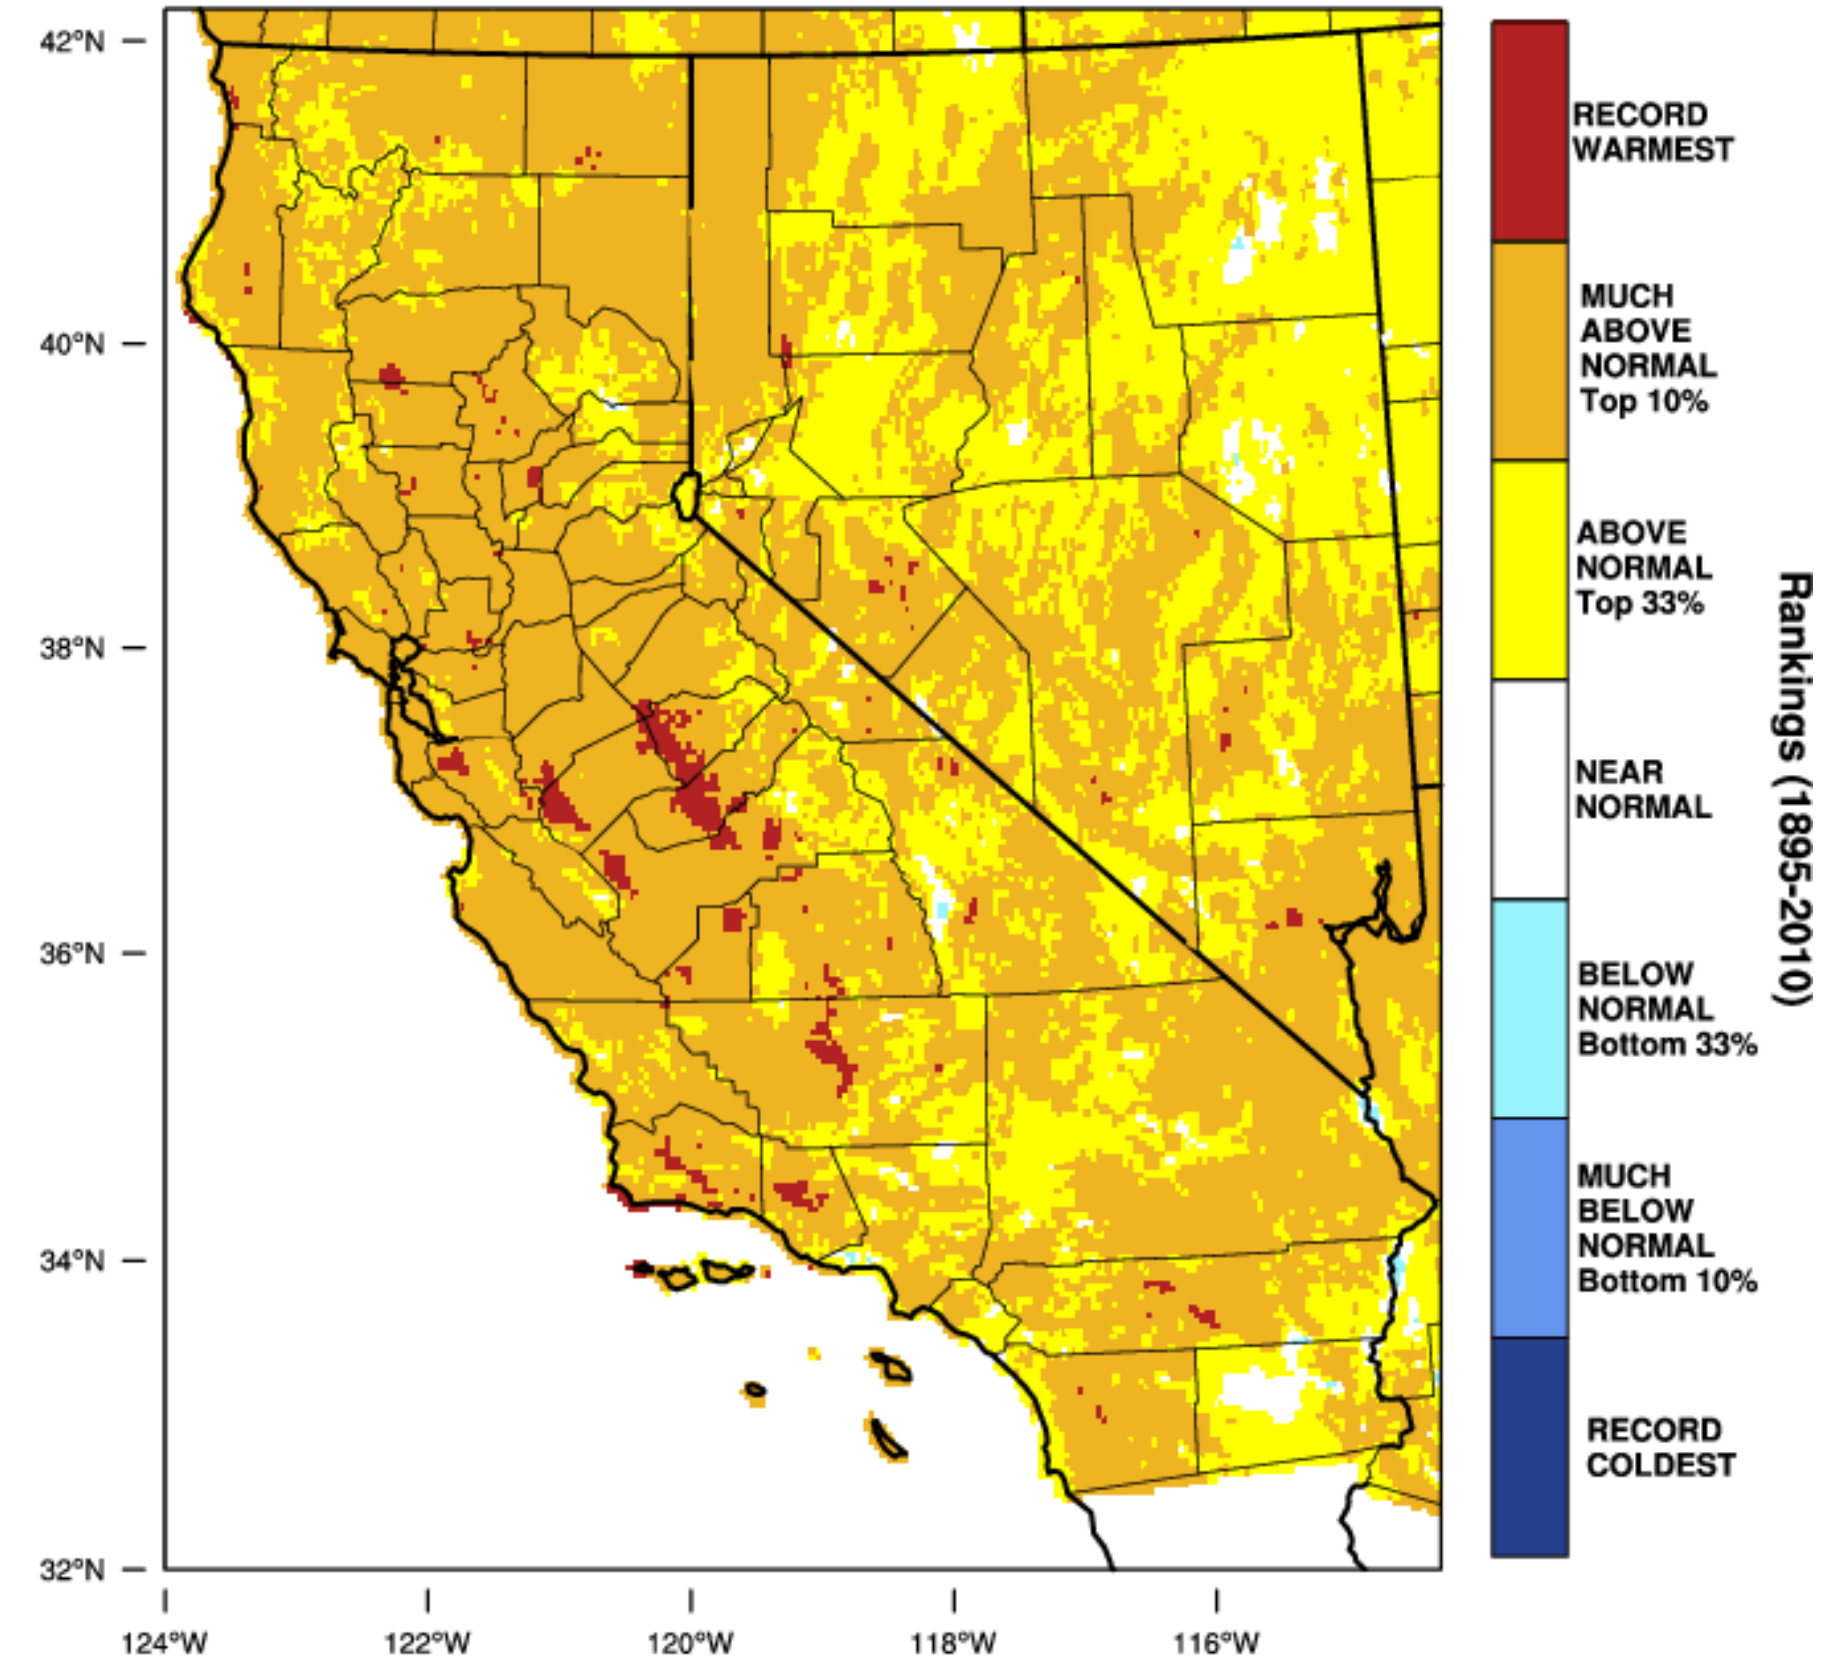 42°N
40°N
38°N
36°N
34°N
32°N
124°W
122°W
120°W
118°W
116°W
RECORD
WARMEST
MUCH
ABOVE
NORMAL
Top 10%
ABOVE
NORMAL
Top 33%
NEAR
NORMAL
BELOW
NORMAL
Bottom 33%
MUCH
BELOW
NORMAL
Bottom 10%
RECORD
COLDEST
Rankings (1895-2010)